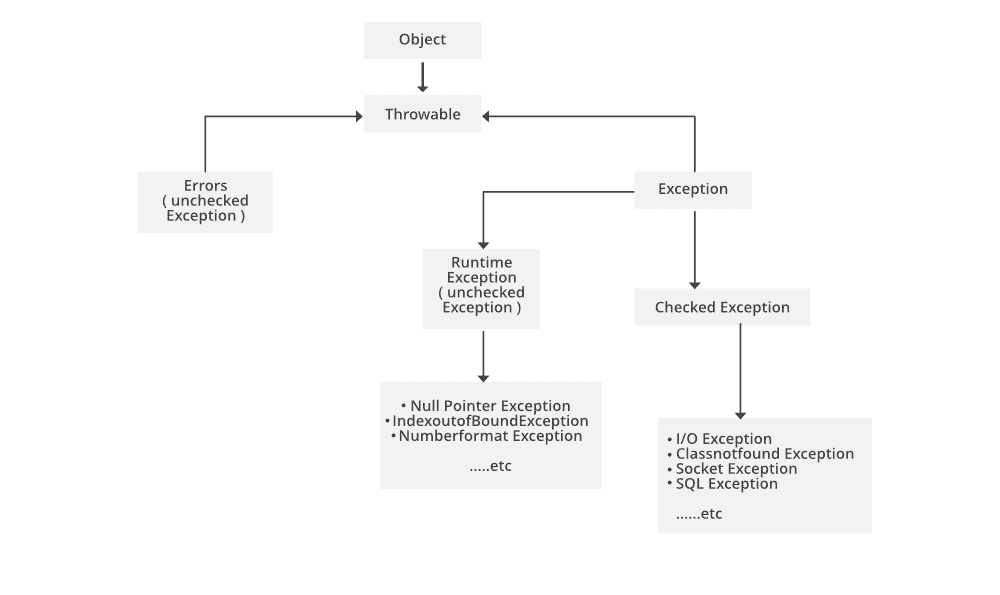 Object
Throwable
Errors
( unchecked
Exception )
Exception
Runtime
Exception
( unchecked
Exception )
Checked Exception
• Null Pointer Exception
• IndexoutofBoundException
• Numberformat Exception
.....etc
• I/O Exception
• Classnotfound Exception
• Socket Exception
• SQL Exception
......etc